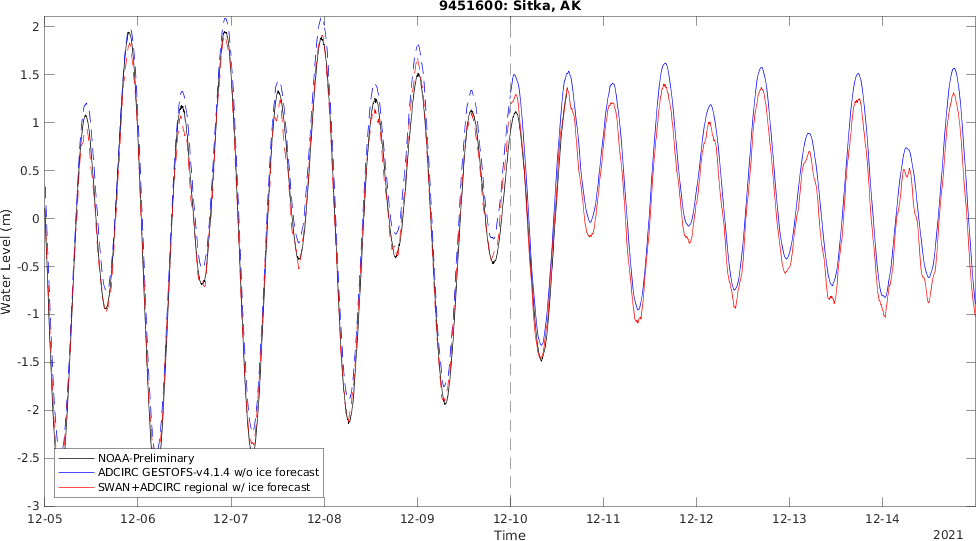 9451600: Sitka, AK
Water Level (m)
2
1.5
1
0.5
0
-0.5
-1
-1.5
-2
-2.5
-3
NOAA-Preliminary
ADCIRC GESTOFS-v4.1.4 w/o ice forecast
SWAN+ADCIRC regional w/ ice forecast
12-05 12-06 12-07 12-08 12-09 12-10 12-11 12-12 12-13 12-14
Time
2021